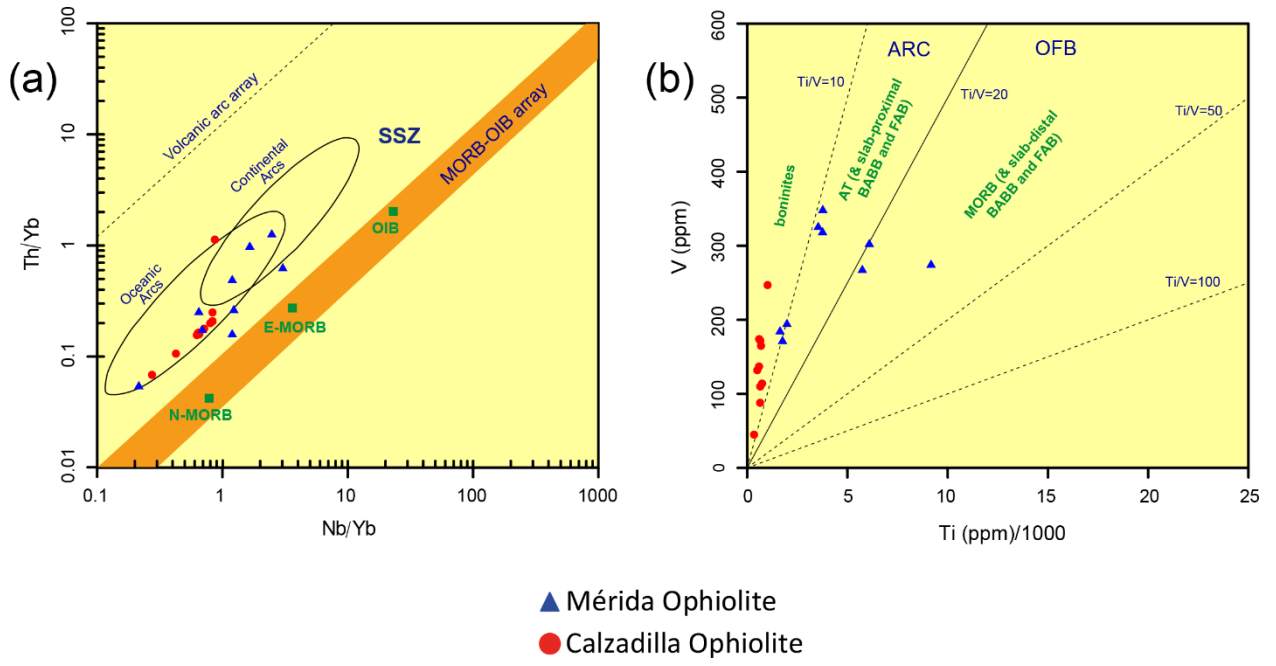 (a)
100
10
1
0.1
0.01
Th/Yb
0.1
1
10
100
1000
Nb/Yb
Volcanic arc array
Continental
Arcs
SSZ
MORB-OIB array
Oceanic
Arcs
OIB
E-MORB
N-MORB
(b)
600
500
400
300
200
100
0
V (ppm)
0
5
10
15
20
25
Ti (ppm)/1000
ARC
OFB
Ti/V=10
Ti/V=20
Ti/V=50
Ti/V=100
boninites
AT (& slab-proximal
BABB and FAB)
MORB (& slab-distal
BABB and FAB)
Mérida Ophiolite
Calzadilla Ophiolite